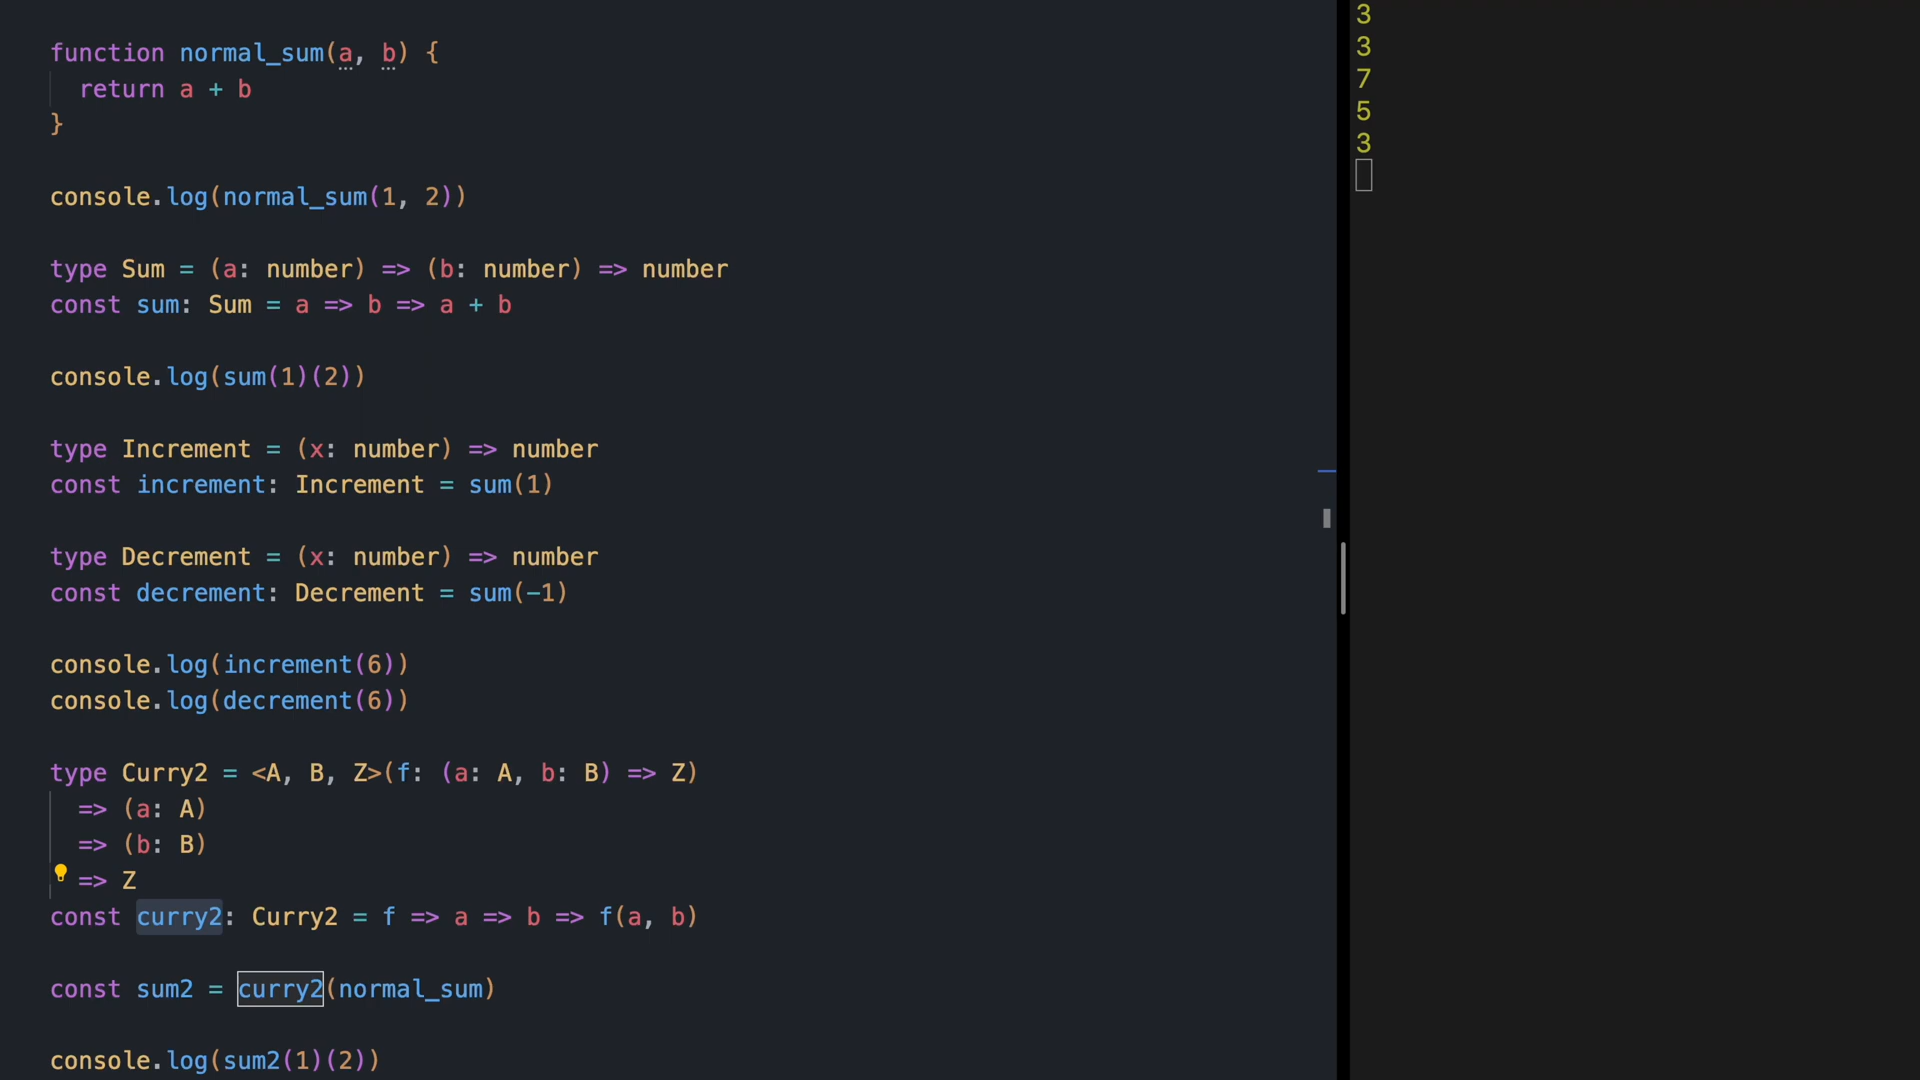 function normal_sum(a, b) {
  return a + b
}
console.log(normal_sum(1, 2))
type Sum = (a: number) => (b: number) => number
const sum: Sum = a => b => a + b
console.log(sum(1)(2))
type Increment = (x: number) => number
const increment: Increment = sum(1)
type Decrement = (x: number) => number
const decrement: Decrement = sum(-1)
console.log(increment(6))
console.log(decrement(6))
type Curry2 = <A, B, Z>(f: (a: A, b: B) => Z)
  => (a: A)
  => (b: B)
  => Z
const curry2: Curry2 = f => a => b => f(a, b)
const sum2 = curry2(normal_sum)
console.log(sum2(1)(2))
3
3
7
5
3